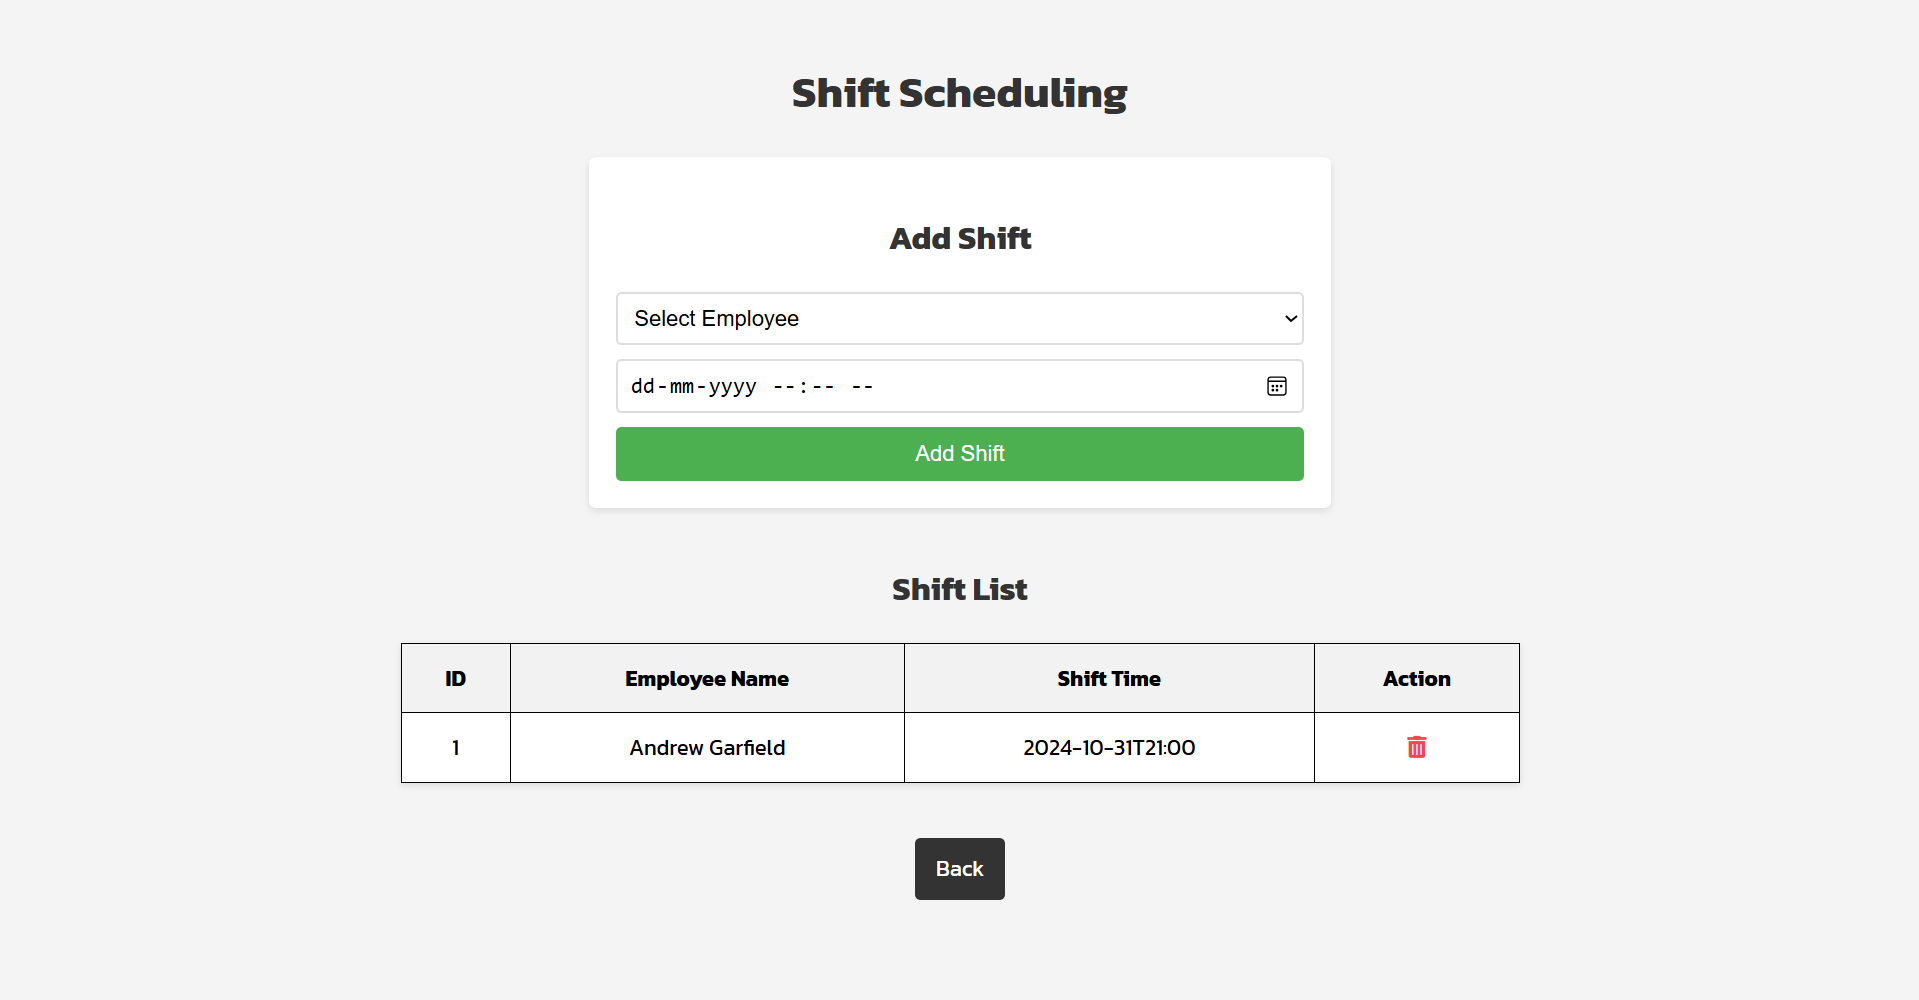 Shift Scheduling
Add Shift
Select Employee
dd-mm-yyyy --:-- --
Add Shift
Shift List
ID Employee Name Shift Time Action
1 Andrew Garfield 2024-10-31T21:00
Back